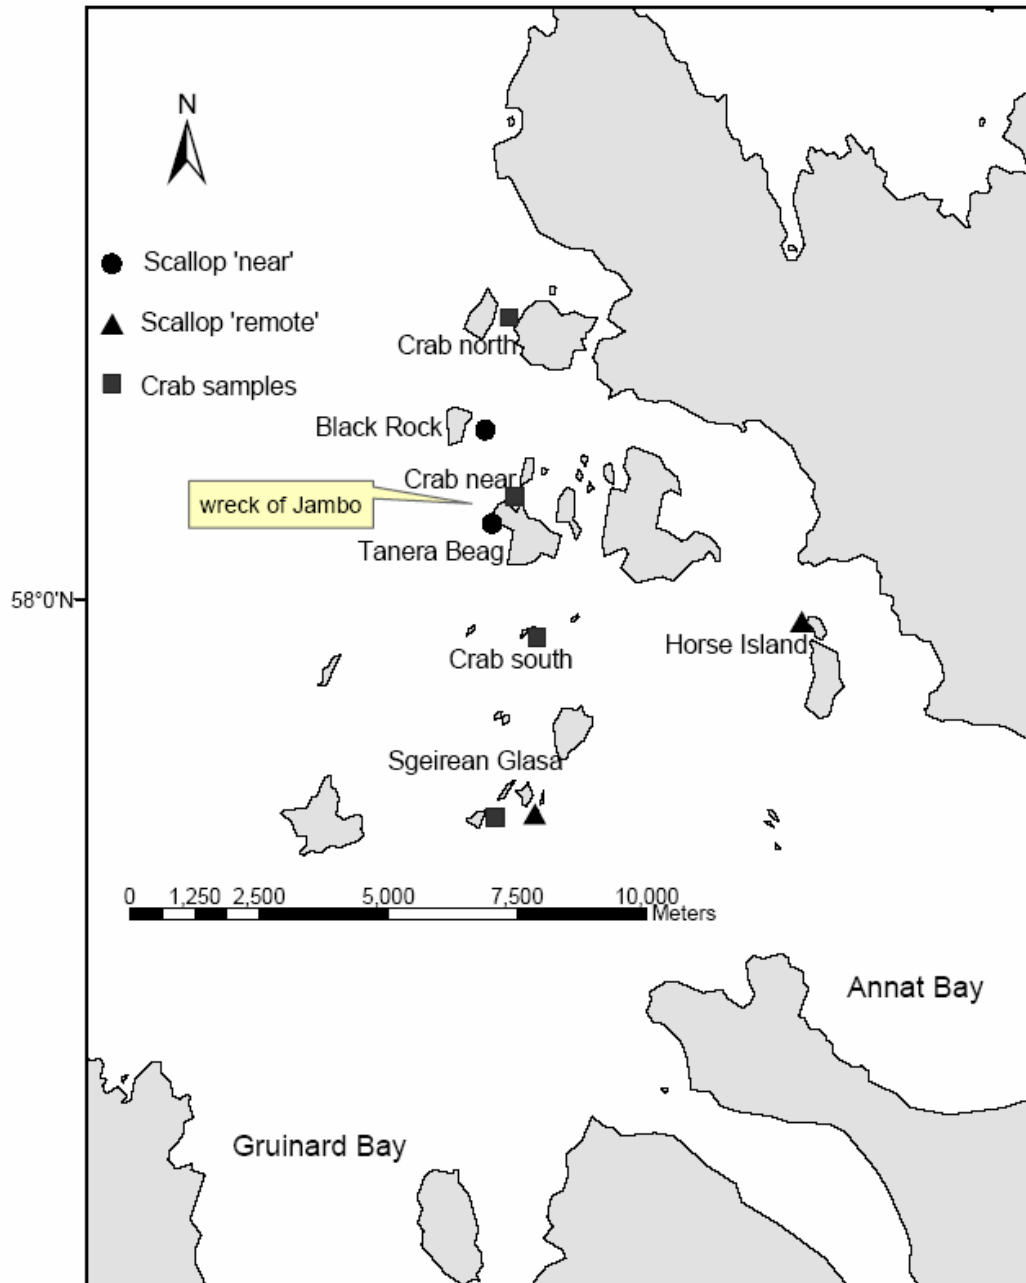 N
Scallop 'near'
Scallop 'remote'
Crab samples
Crab north
Black Rock
Crab near
wreck of Jambo
Tanera Beag
58°0'N
Horse Island
Crab south
Sgeirean Glasa
0 1,250 2,500 5,000 7,500 10,000
Meters
Annat Bay
Gruinard Bay